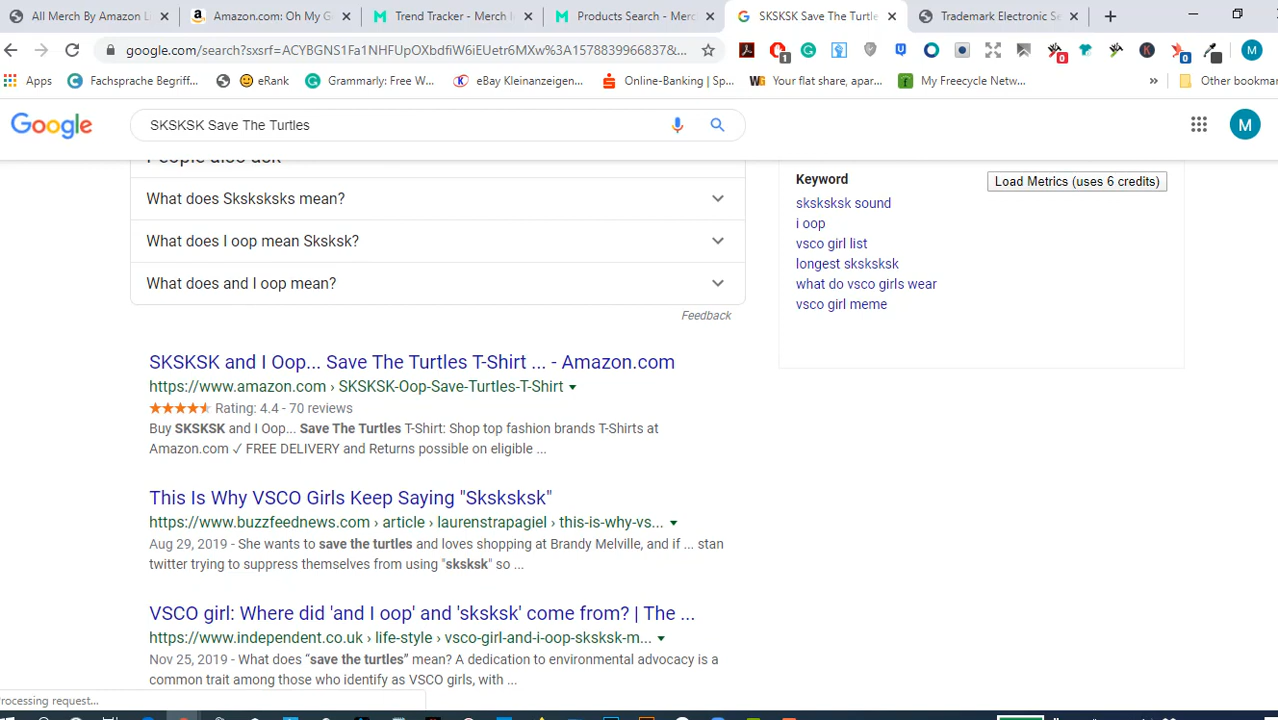 All Merch By Amazon L
Amazon.com: Oh My G
Trend Tracker - Merch In
Products Search - Merc
SKSKSK Save The Turtle
Trademark Electronic Se
google.com/search?sxsrf=ACYBGNS1Fa1NHFUpOXbdfiW6iEUetr6MXw%3A1578839966837&...
1
0
0
M
Apps
Fachsprache Begriff...
eRank
Grammarly: Free W...
eBay Kleinanzeigen...
Online-Banking | Sp...
Your flat share, apart...
My Freecycle Netw...
»
Other bookmar
Google
SKSKSK Save The Turtles
M
People also ask
What does Sksksksks mean?
What does I oop mean Sksksk?
What does and I oop mean?
Feedback
SKSKSK and I Oop... Save The Turtles T-Shirt ... - Amazon.com
https://www.amazon.com › SKSKSK-Oop-Save-Turtles-T-Shirt
Rating: 4.4 - 70 reviews
Buy SKSKSK and I Oop... Save The Turtles T-Shirt: Shop top fashion brands T-Shirts at
Amazon.com ✓ FREE DELIVERY and Returns possible on eligible ...
This Is Why VSCO Girls Keep Saying "Sksksksk"
https://www.buzzfeednews.com › article › laurenstrapagiel › this-is-why-vs...
Aug 29, 2019 - She wants to save the turtles and loves shopping at Brandy Melville, and if ... stan
twitter trying to suppress themselves from using "sksksk" so ...
VSCO girl: Where did 'and I oop' and 'sksksk' come from? | The ...
https://www.independent.co.uk › life-style › vsco-girl-and-i-oop-sksksk-m...
Nov 25, 2019 - What does “save the turtles” mean? A dedication to environmental advocacy is a
common trait among those who identify as VSCO girls, with ...
Keyword
Load Metrics (uses 6 credits)
sksksksk sound
i oop
vsco girl list
longest sksksksk
what do vsco girls wear
vsco girl meme
rocessing request...